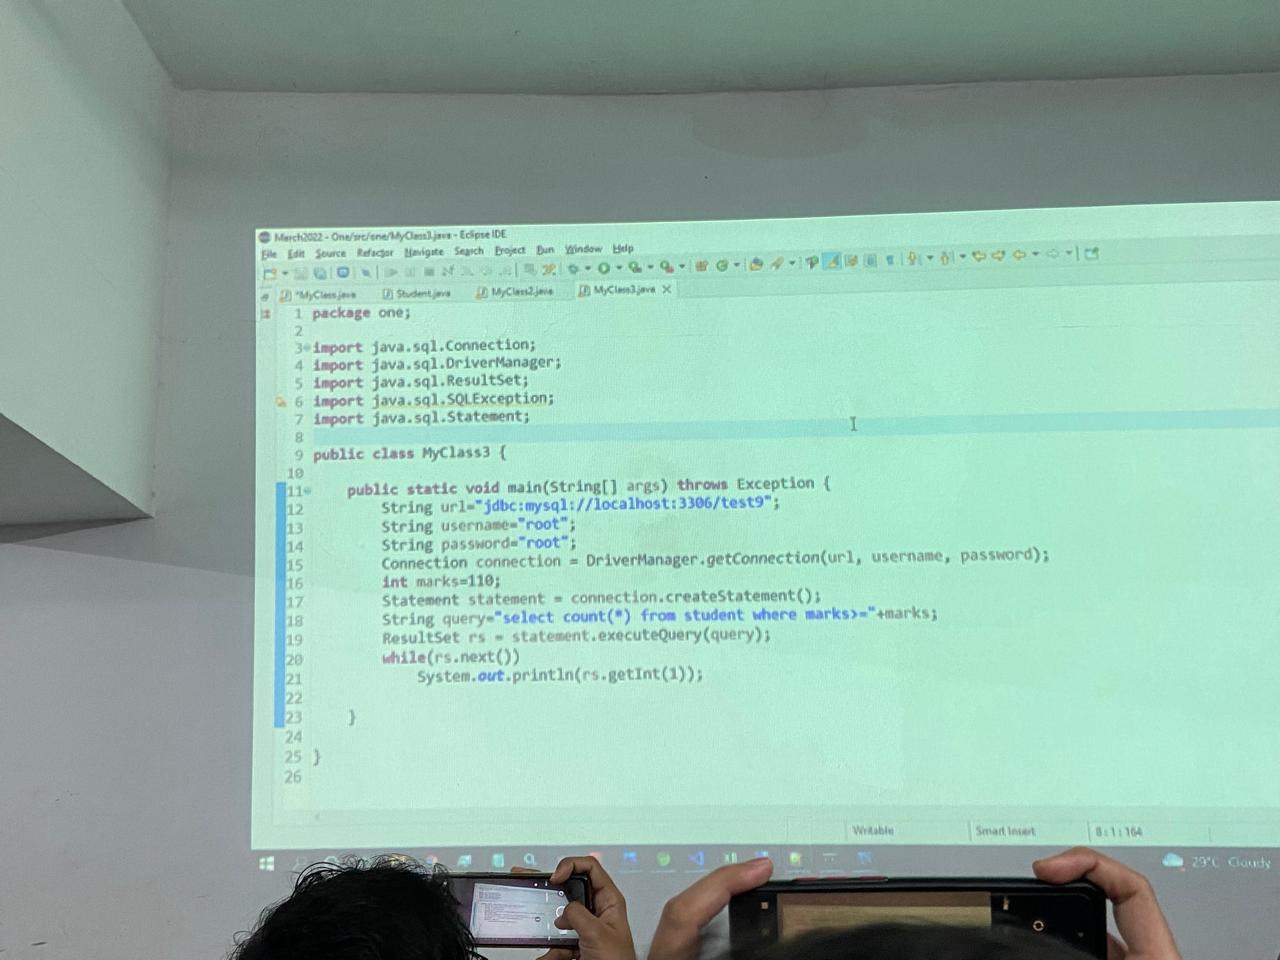 March2022 - One/src/one/MyClass3.java - Eclipse IDE
File Edit Source Refactor Navigate Search Project Run Window Help
*MyClass.java Student.java MyClass2.java MyClass3.java
1 package one;
2
3 import java.sql.Connection;
4 import java.sql.DriverManager;
5 import java.sql.ResultSet;
6 import java.sql.SQLException;
7 import java.sql.Statement;
8
9 public class MyClass3 {
10
11 public static void main(String[] args) throws Exception {
12 String url="jdbc:mysql://localhost:3306/test9";
13 String username="root";
14 String password="root";
15 Connection connection = DriverManager.getConnection(url, username, password);
16 int marks=110;
17 Statement statement = connection.createStatement();
18 String query="select count(*) from student where marks>="+marks;
19 ResultSet rs = statement.executeQuery(query);
20 while(rs.next())
21 System.out.println(rs.getInt(1));
22
23 }
24
25 }
26
Writable Smart Insert 8:1:164
29°C Cloudy